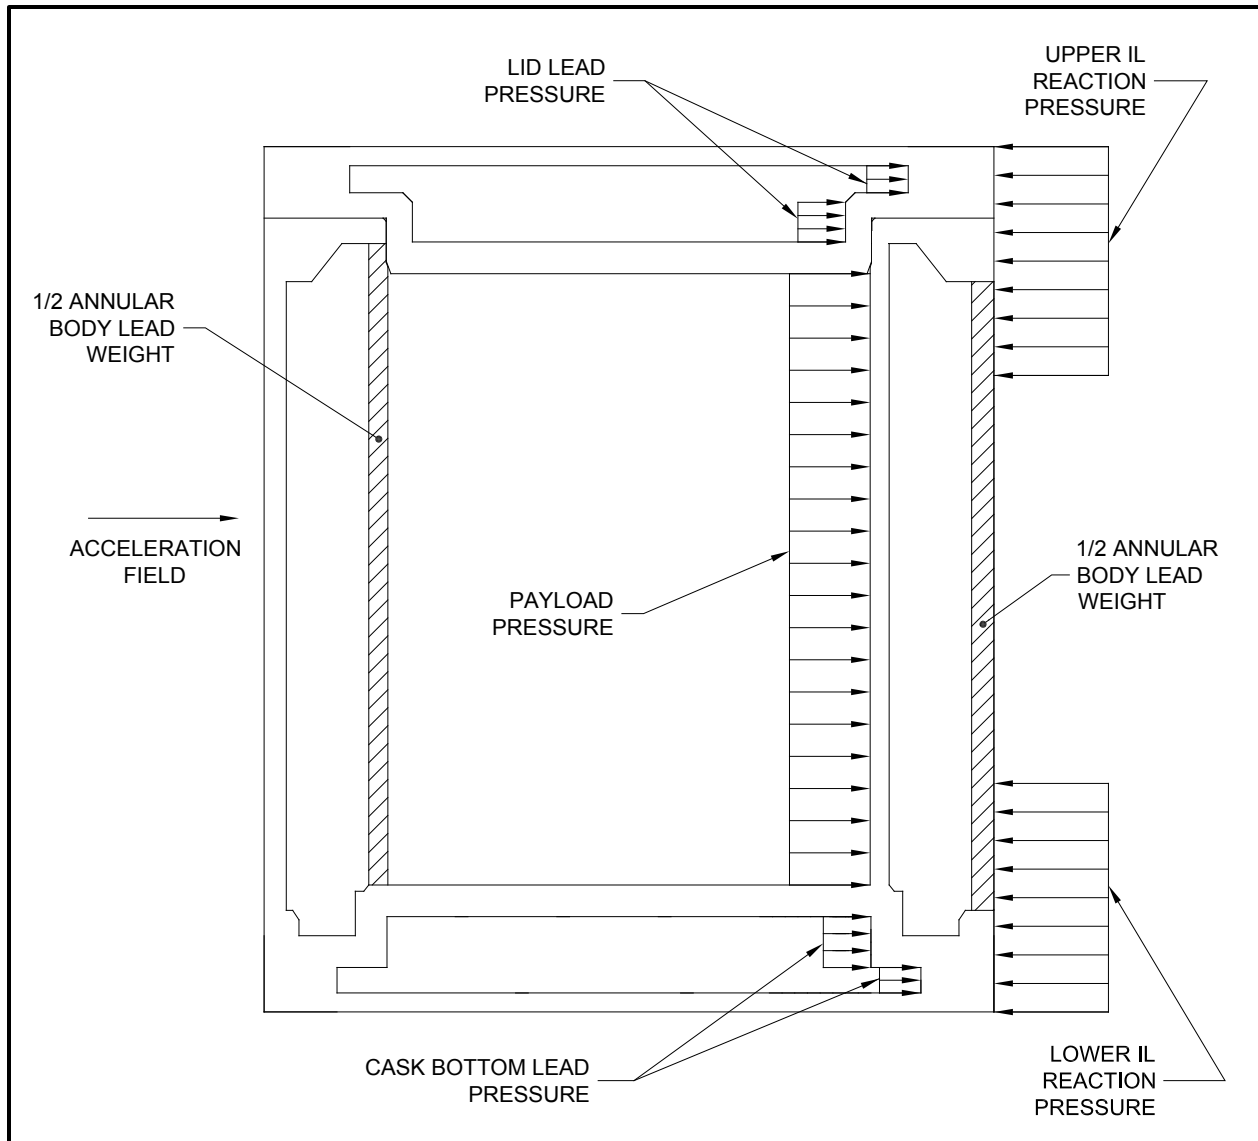 LID LEAD
PRESSURE
UPPER IL
REACTION
PRESSURE
1/2 ANNULAR
BODY LEAD
WEIGHT
ACCELERATION
FIELD
PAYLOAD
PRESSURE
1/2 ANNULAR
BODY LEAD
WEIGHT
CASK BOTTOM LEAD
PRESSURE
LOWER IL
REACTION
PRESSURE